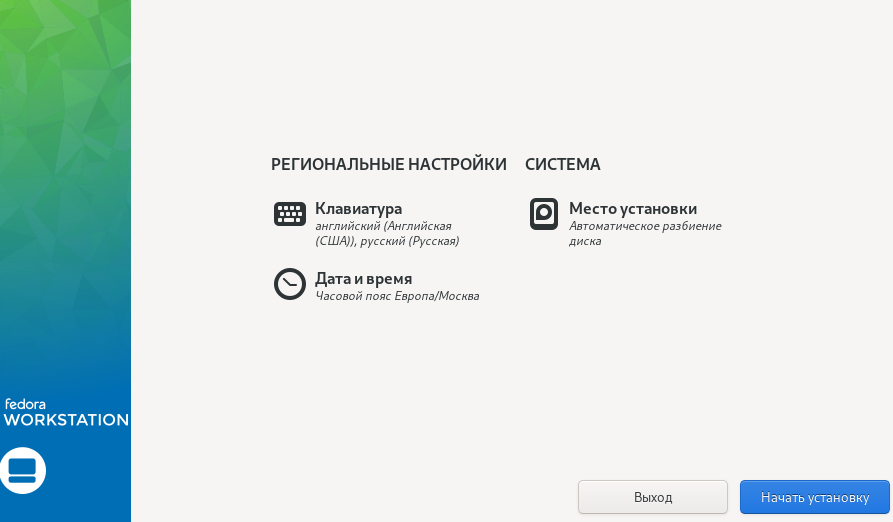 РЕГИОНАЛЬНЫЕ НАСТРОЙКИ
Клавиатура
английский (Английская
(США)), русский (Русская)
Дата и время
Часовой пояс Европа/Москва
СИСТЕМА
Место установки
Автоматическое разбиение
диска
fedora
WORKSTATION
Выход
Начать установку